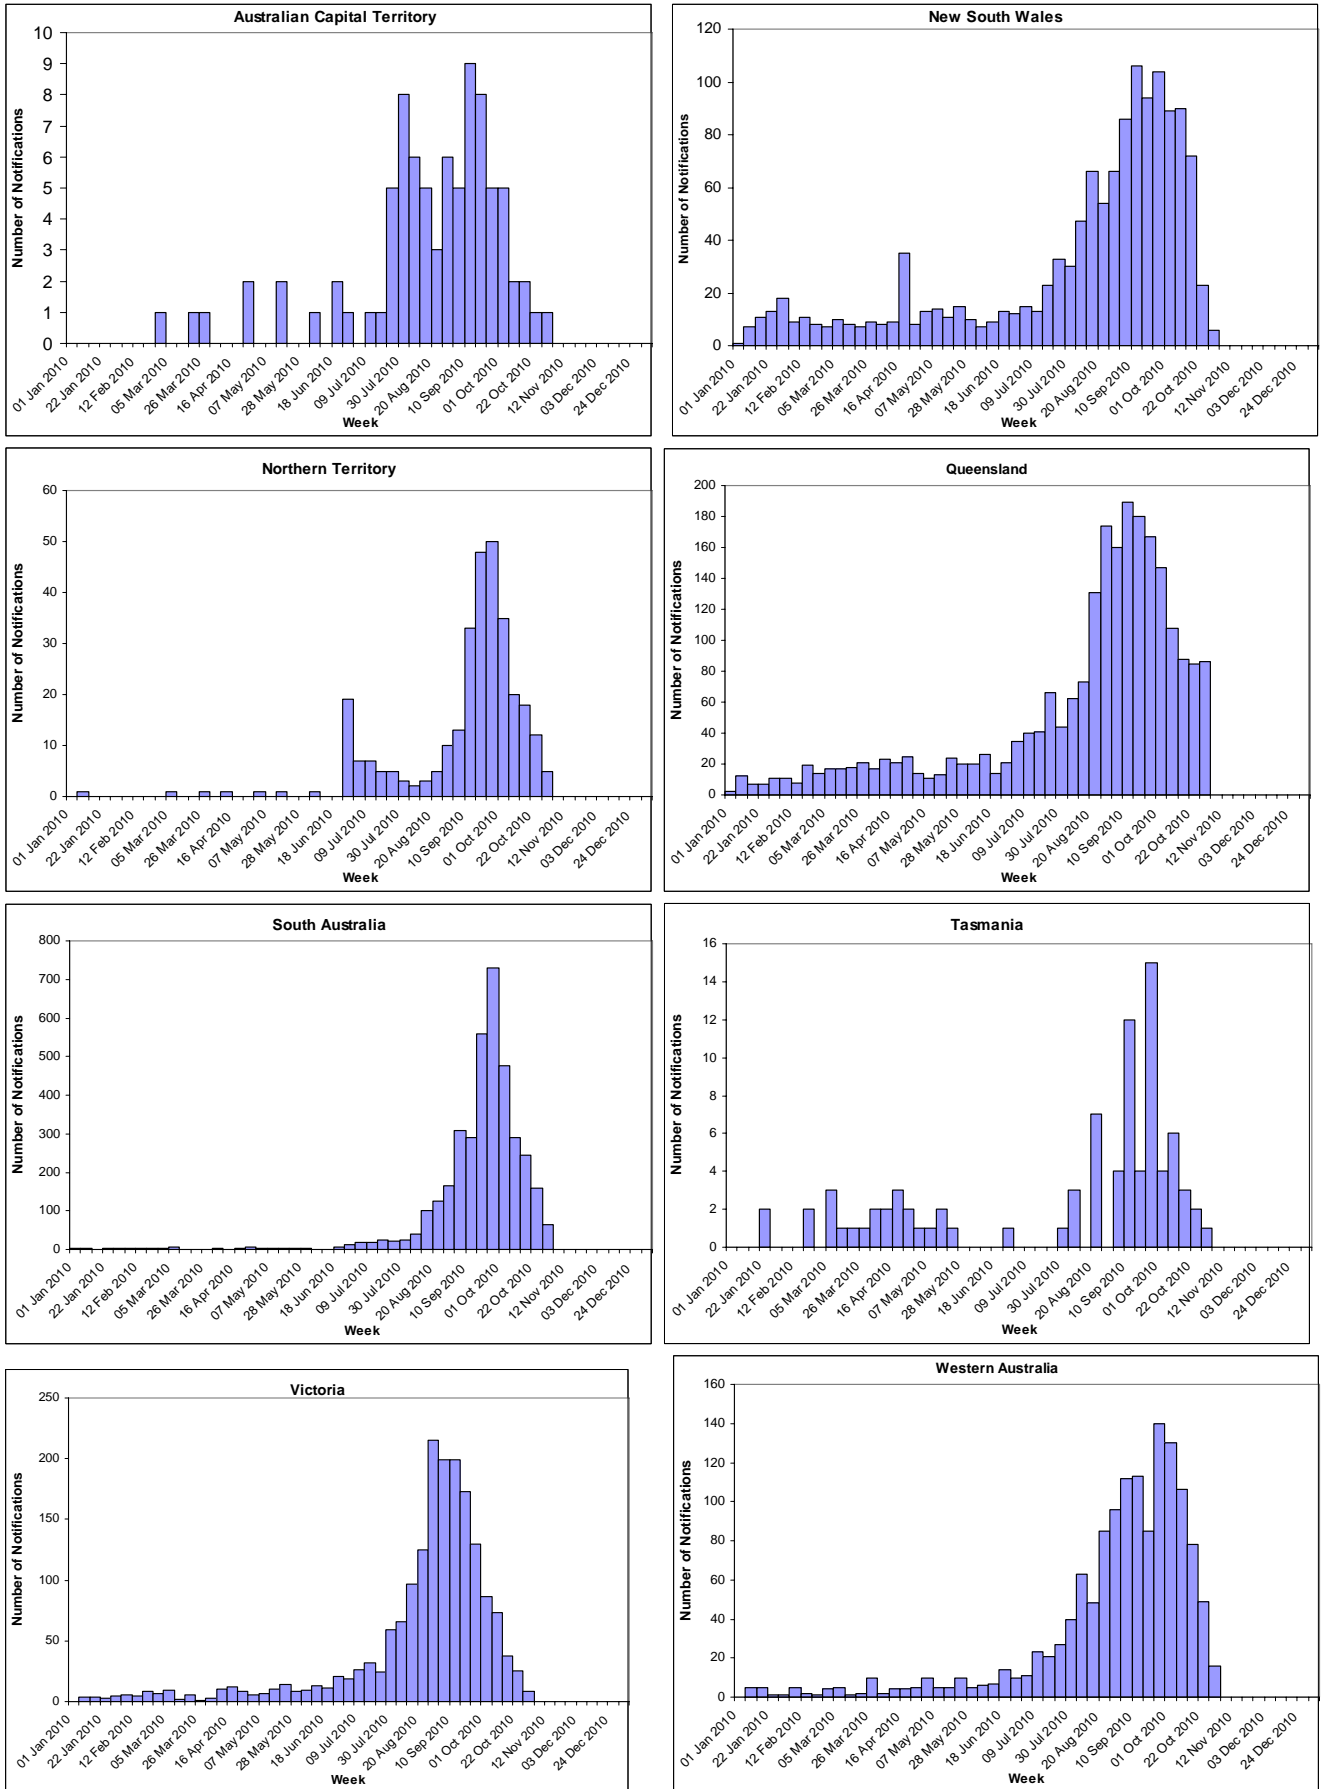 Australian Capital Territory
Number of Notifications
10
9
8
7
6
5
4
3
2
1
0
01 Jan 2010
22 Jan 2010
12 Feb 2010
05 Mar 2010
26 Mar 2010
16 Apr 2010
07 May 2010
28 May 2010
18 Jun 2010
09 Jul 2010
30 Jul 2010
20 Aug 2010
10 Sep 2010
01 Oct 2010
22 Oct 2010
12 Nov 2010
03 Dec 2010
24 Dec 2010
Week
New South Wales
Number of Notifications
120
100
80
60
40
20
0
01 Jan 2010
22 Jan 2010
12 Feb 2010
05 Mar 2010
26 Mar 2010
16 Apr 2010
07 May 2010
28 May 2010
18 Jun 2010
09 Jul 2010
30 Jul 2010
20 Aug 2010
10 Sep 2010
01 Oct 2010
22 Oct 2010
12 Nov 2010
03 Dec 2010
24 Dec 2010
Week
Northern Territory
Number of Notifications
60
50
40
30
20
10
0
01 Jan 2010
22 Jan 2010
12 Feb 2010
05 Mar 2010
26 Mar 2010
16 Apr 2010
07 May 2010
28 May 2010
18 Jun 2010
09 Jul 2010
30 Jul 2010
20 Aug 2010
10 Sep 2010
01 Oct 2010
22 Oct 2010
12 Nov 2010
03 Dec 2010
24 Dec 2010
Week
Queensland
Number of Notifications
200
180
160
140
120
100
80
60
40
20
0
01 Jan 2010
22 Jan 2010
12 Feb 2010
05 Mar 2010
26 Mar 2010
16 Apr 2010
07 May 2010
28 May 2010
18 Jun 2010
09 Jul 2010
30 Jul 2010
20 Aug 2010
10 Sep 2010
01 Oct 2010
22 Oct 2010
12 Nov 2010
03 Dec 2010
24 Dec 2010
Week
South Australia
Number of Notifications
800
700
600
500
400
300
200
100
0
01 Jan 2010
22 Jan 2010
12 Feb 2010
05 Mar 2010
26 Mar 2010
16 Apr 2010
07 May 2010
28 May 2010
18 Jun 2010
09 Jul 2010
30 Jul 2010
20 Aug 2010
10 Sep 2010
01 Oct 2010
22 Oct 2010
12 Nov 2010
03 Dec 2010
24 Dec 2010
Week
Tasmania
Number of Notifications
16
14
12
10
8
6
4
2
0
01 Jan 2010
22 Jan 2010
12 Feb 2010
05 Mar 2010
26 Mar 2010
16 Apr 2010
07 May 2010
28 May 2010
18 Jun 2010
09 Jul 2010
30 Jul 2010
20 Aug 2010
10 Sep 2010
01 Oct 2010
22 Oct 2010
12 Nov 2010
03 Dec 2010
24 Dec 2010
Week
Victoria
Number of Notifications
250
200
150
100
50
0
01 Jan 2010
22 Jan 2010
12 Feb 2010
05 Mar 2010
26 Mar 2010
16 Apr 2010
07 May 2010
28 May 2010
18 Jun 2010
09 Jul 2010
30 Jul 2010
20 Aug 2010
10 Sep 2010
01 Oct 2010
22 Oct 2010
12 Nov 2010
03 Dec 2010
24 Dec 2010
Week
Western Australia
Number of Notifications
160
140
120
100
80
60
40
20
0
01 Jan 2010
22 Jan 2010
12 Feb 2010
05 Mar 2010
26 Mar 2010
16 Apr 2010
07 May 2010
28 May 2010
18 Jun 2010
09 Jul 2010
30 Jul 2010
20 Aug 2010
10 Sep 2010
01 Oct 2010
22 Oct 2010
12 Nov 2010
03 Dec 2010
24 Dec 2010
Week